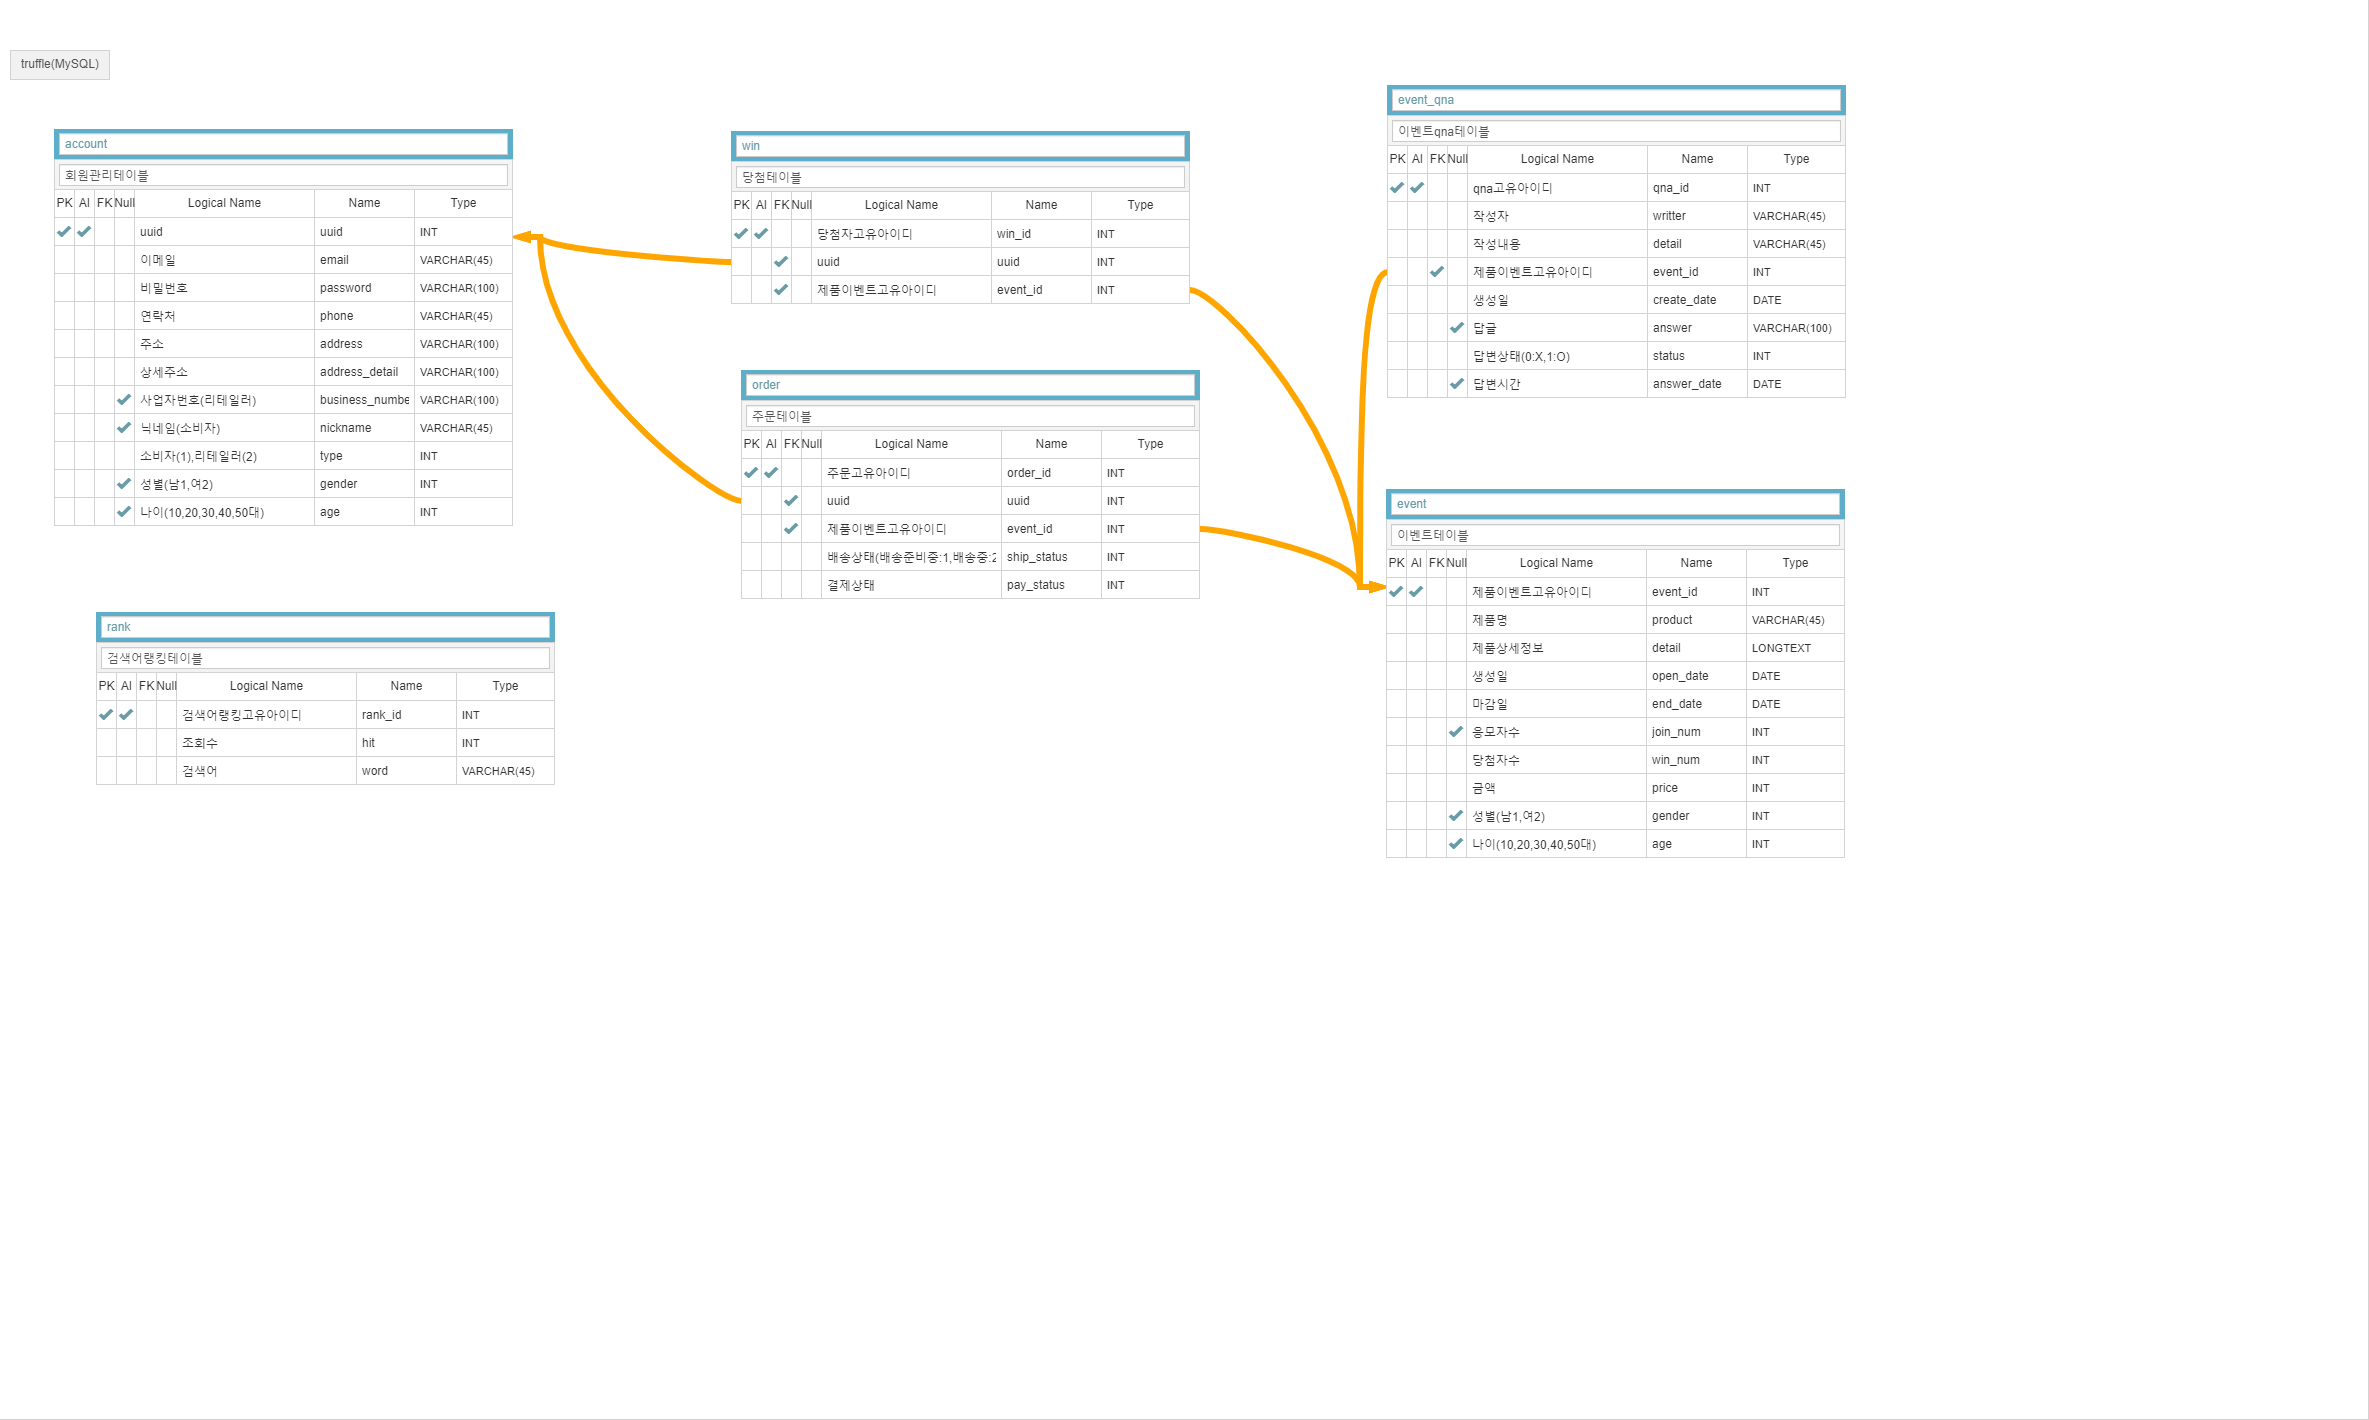 truffle(MySQL)
account
회원관리테이블
PK AI FK Null Logical Name Name Type
uuid uuid INT
이메일 email VARCHAR(45)
비밀번호 password VARCHAR(100)
연락처 phone VARCHAR(45)
주소 address VARCHAR(100)
상세주소 address_detail VARCHAR(100)
사업자번호(리테일러) business_numbe VARCHAR(100)
닉네임(소비자) nickname VARCHAR(45)
소비자(1),리테일러(2) type INT
성별(남1,여2) gender INT
나이(10,20,30,40,50대) age INT
rank
검색어랭킹테이블
PK AI FK Null Logical Name Name Type
검색어랭킹고유아이디 rank_id INT
조회수 hit INT
검색어 word VARCHAR(45)
win
당첨테이블
PK AI FK Null Logical Name Name Type
당첨자고유아이디 win_id INT
uuid uuid INT
제품이벤트고유아이디 event_id INT
order
주문테이블
PK AI FK Null Logical Name Name Type
주문고유아이디 order_id INT
uuid uuid INT
제품이벤트고유아이디 event_id INT
배송상태(배송준비중:1,배송중:2 ship_status INT
결제상태 pay_status INT
event_qna
이벤트qna테이블
PK AI FK Null Logical Name Name Type
qna고유아이디 qna_id INT
작성자 writter VARCHAR(45)
작성내용 detail VARCHAR(45)
제품이벤트고유아이디 event_id INT
생성일 create_date DATE
답글 answer VARCHAR(100)
답변상태(0:X,1:O) status INT
답변시간 answer_date DATE
event
이벤트테이블
PK AI FK Null Logical Name Name Type
제품이벤트고유아이디 event_id INT
제품명 product VARCHAR(45)
제품상세정보 detail LONGTEXT
생성일 open_date DATE
마감일 end_date DATE
응모자수 join_num INT
당첨자수 win_num INT
금액 price INT
성별(남1,여2) gender INT
나이(10,20,30,40,50대) age INT